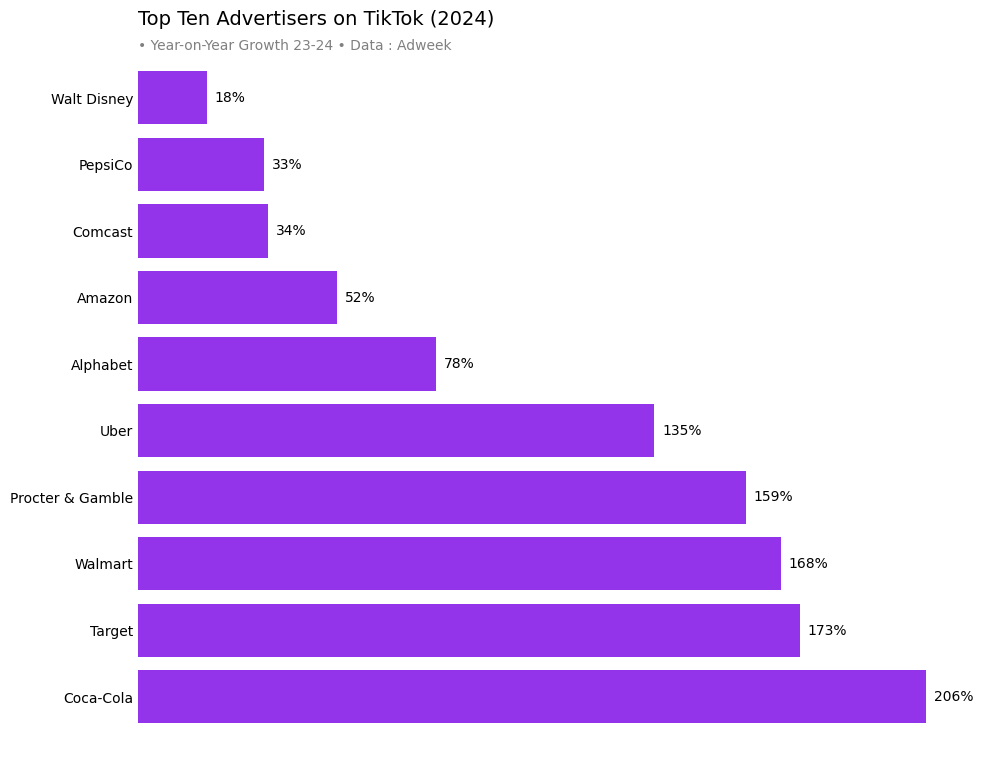 Top Ten Advertisers on TikTok (2024)
• Year-on-Year Growth 23-24 • Data : Adweek
Walt Disney 18%
PepsiCo 33%
Comcast 34%
Amazon 52%
Alphabet 78%
Uber 135%
Procter & Gamble 159%
Walmart 168%
Target 173%
Coca-Cola 206%